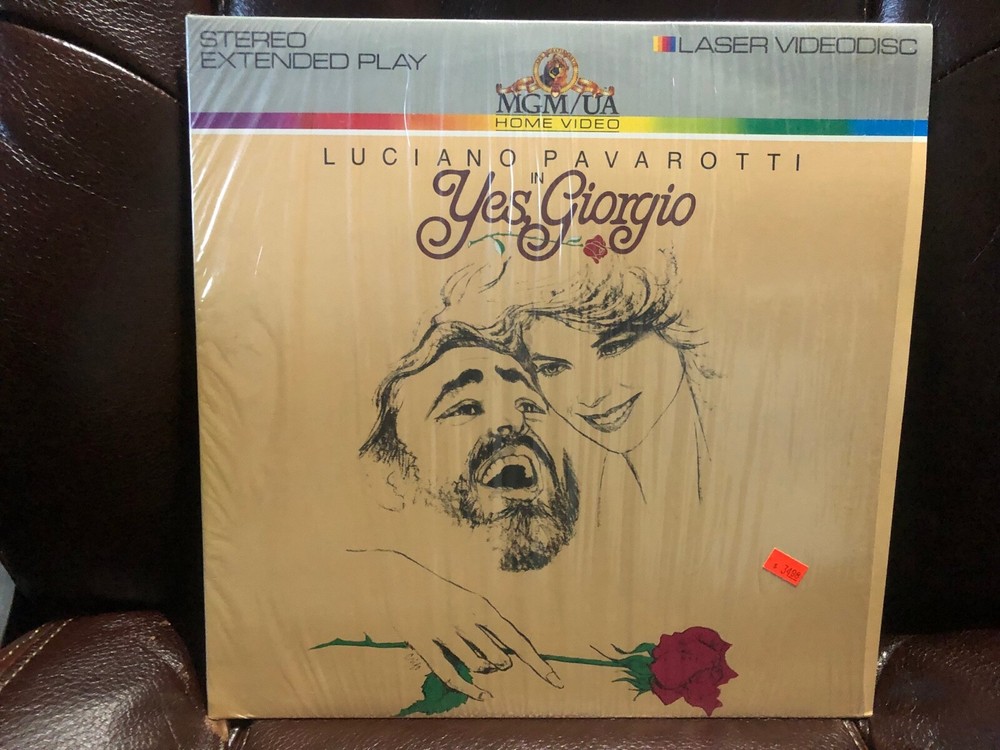 STEREO
EXTENDED PLAY
LASER VIDEODISC
MGM/UA
HOME VIDEO
LUCIANO PAVAROTTI
IN
Yes, Giorgio